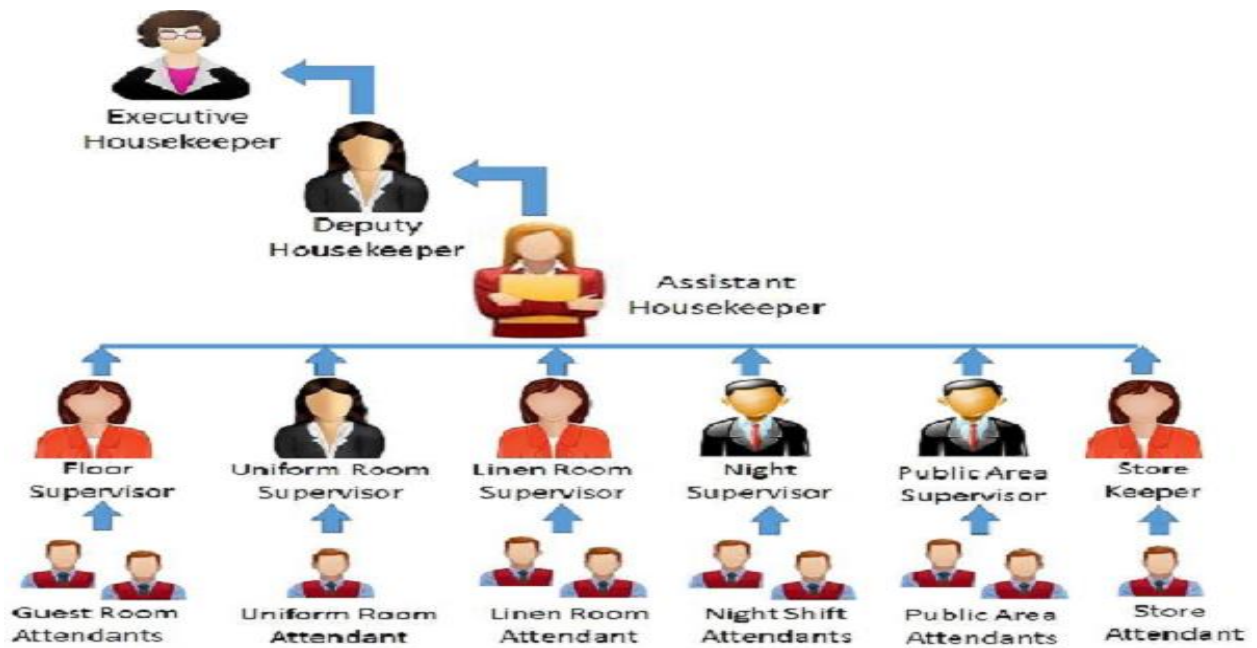 Executive
Housekeeper
Deputy
Housekeeper
Assistant
Housekeeper
Floor
Supervisor
Uniform Room
Supervisor
Linen Room
Supervisor
Night
Supervisor
Public Area
Supervisor
Store
Keeper
Guest Room
Attendants
Uniform Room
Attendant
Linen Room
Attendant
Night Shift
Attendants
Public Area
Attendants
Store
Attendant